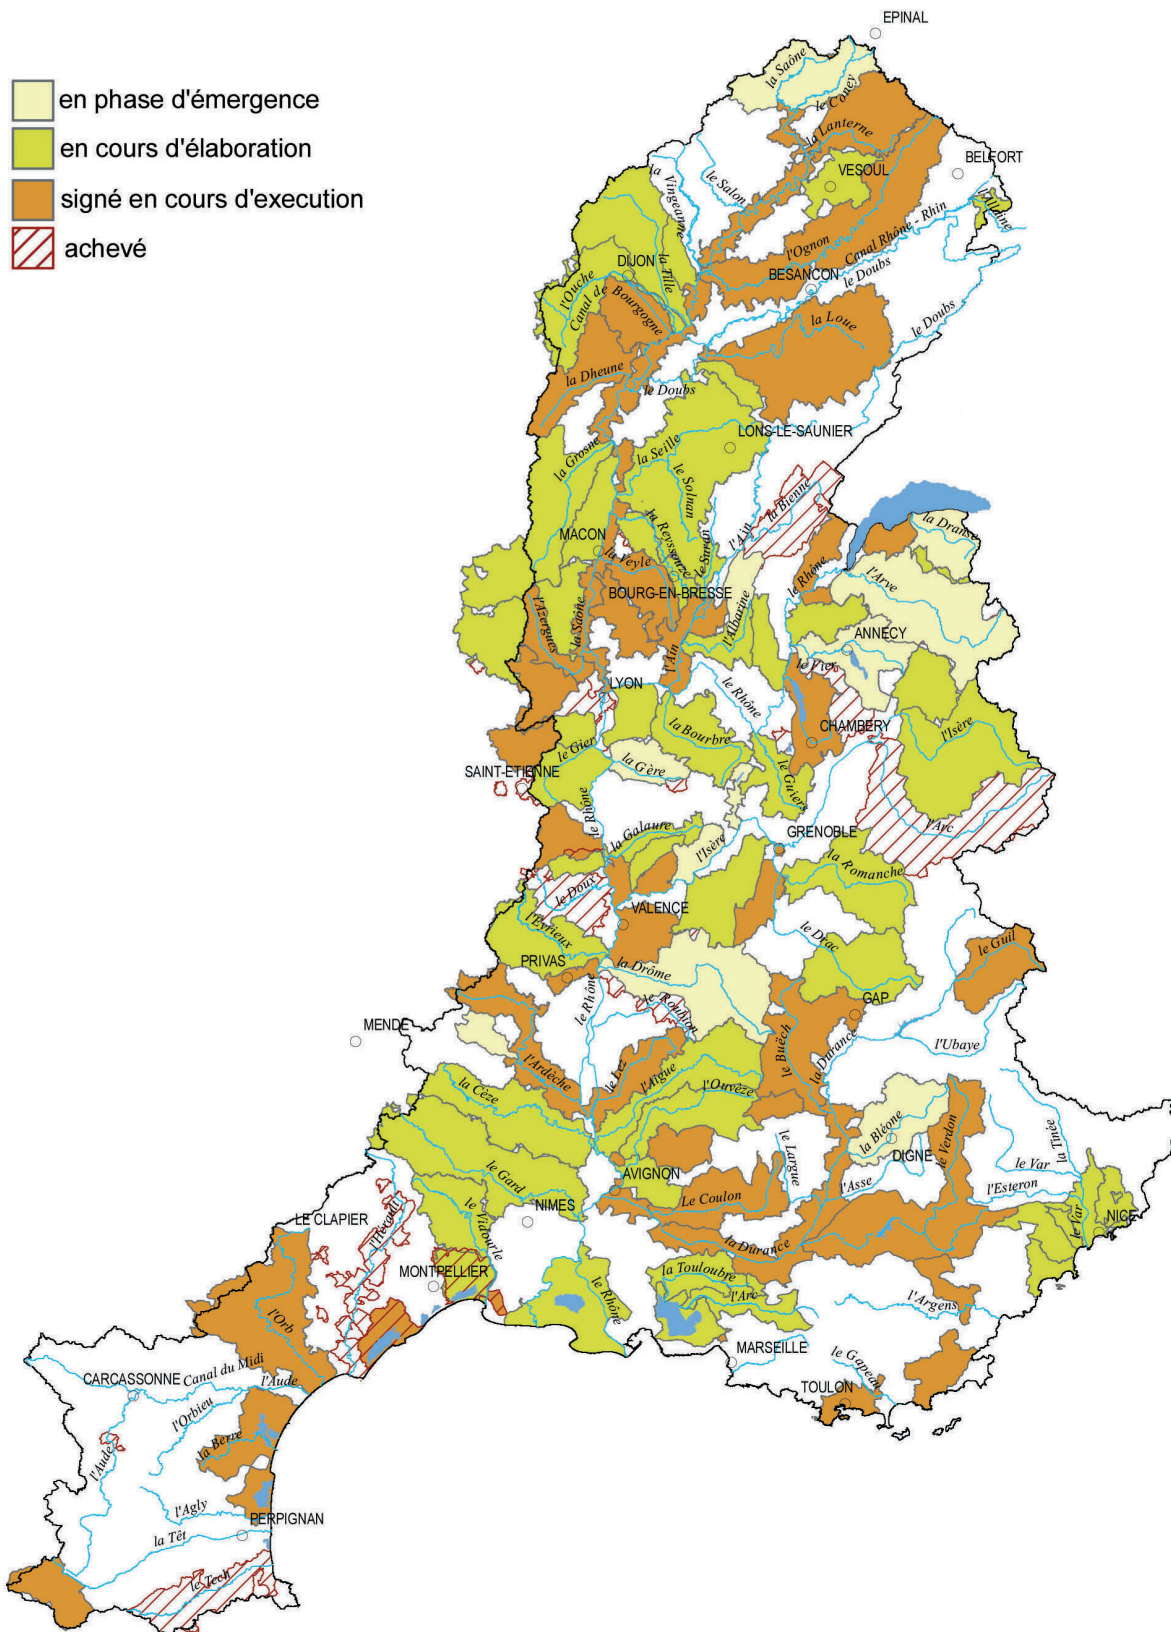 EPINAL
en phase d'émergence
en cours d'élaboration
signé en cours d'execution
achevé
la Saône
le Coney
la Lanterne
BELFORT
VESOUL
l'Allaine
la Vingeanne
le Salon
l'Ognon
Canal Rhône - Rhin
BESANCON
le Doubs
DIJON
la Tille
l'Ouche
Canal de Bourgogne
la Loue
le Doubs
la Dheune
le Doubs
LONS-LE-SAUNIER
la Grosne
la Seille
le Solnan
la Bienne
l'Ain
la Dranse
MACON
la Reyssouze
le Suran
la Veyle
BOURG-EN-BRESSE
le Rhône
l'Arve
l'Albarine
l'Azergues
la Saône
ANNECY
l'Ain
le Fier
LYON
le Rhône
CHAMBERY
la Bourbre
l'Isère
le Gier
la Gère
SAINT-ETIENNE
le Guiers
le Rhône
l'Arc
GRENOBLE
la Galaure
l'Isère
la Romanche
le Doux
VALENCE
l'Eyrieux
le Drac
le Guil
PRIVAS
la Drôme
le Rhône
le Roubion
GAP
MENDE
l'Ubaye
la Durance
le Buëch
l'Ardèche
le Lez
l'Aigue
la Cèze
l'Ouvèze
la Bléone
le Verdon
la Tinée
DIGNE
le Largue
le Var
AVIGNON
le Gard
Le Coulon
l'Asse
l'Esteron
NIMES
le Vidourle
LE CLAPIER
l'Hérault
le Var
NICE
la Durance
MONTPELLIER
la Touloubre
le Rhône
l'Arc
l'Argens
l'Orb
MARSEILLE
le Gapeau
Canal du Midi
CARCASSONNE
l'Aude
TOULON
l'Orbieu
la Berre
l'Aude
l'Agly
PERPIGNAN
la Têt
le Tech